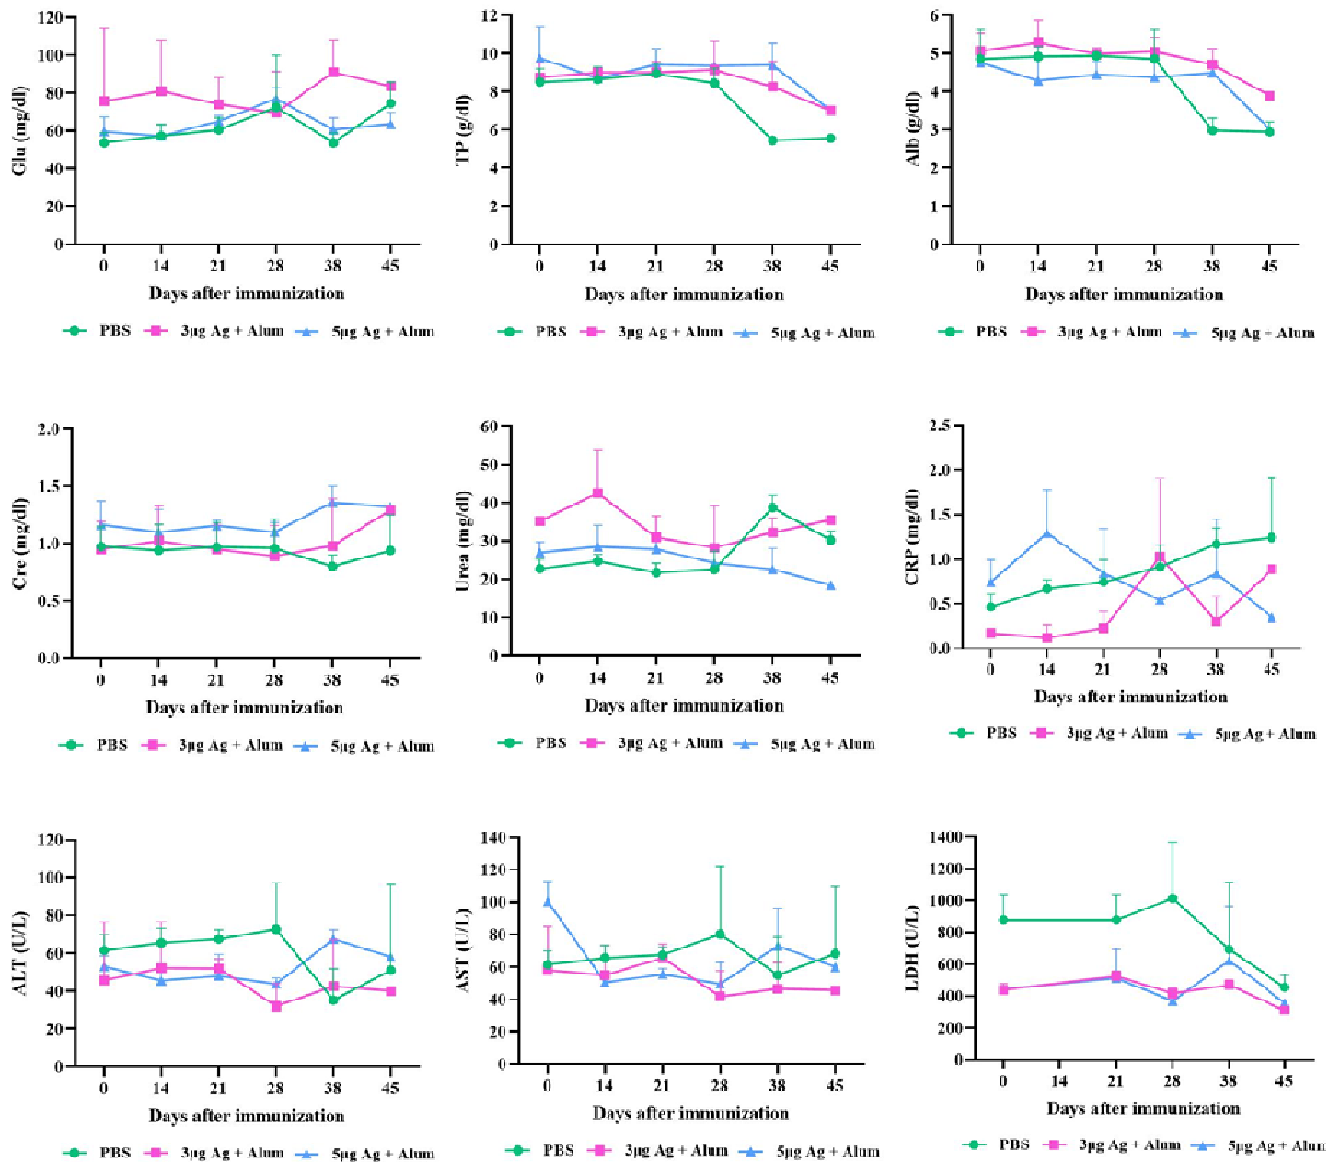 Glu (mg/dl)
120
100
80
60
40
20
0
0 14 21 28 38 45
Days after immunization
PBS 3μg Ag + Alum 5μg Ag + Alum
TP (g/dl)
12
10
8
6
4
2
0
0 14 21 28 38 45
Days after immunization
PBS 3μg Ag + Alum 5μg Ag + Alum
Alb (g/dl)
6
5
4
3
2
1
0
0 14 21 28 38 45
Days after immunization
PBS 3μg Ag + Alum 5μg Ag + Alum
Cre (mg/dl)
2.0
1.5
1.0
0.5
0.0
0 14 21 28 38 45
Days after immunization
PBS 3μg Ag + Alum 5μg Ag + Alum
Urea (mg/dl)
60
50
40
30
20
10
0
0 14 21 28 38 45
Days after immunization
PBS 3μg Ag + Alum 5μg Ag + Alum
CRP (mg/dl)
2.5
2.0
1.5
1.0
0.5
0.0
0 14 21 28 38 45
Days after immunization
PBS 3μg Ag + Alum 5μg Ag + Alum
ALT (U/L)
120
100
80
60
40
20
0
0 14 21 28 38 45
Days after immunization
PBS 3μg Ag + Alum 5μg Ag + Alum
AST (U/L)
140
120
100
80
60
40
20
0
0 14 21 28 38 45
Days after immunization
PBS 3μg Ag + Alum 5μg Ag + Alum
LDH (U/L)
1400
1200
1000
800
600
400
200
0
0 14 21 28 38 45
Days after immunization
PBS 3μg Ag + Alum 5μg Ag + Alum